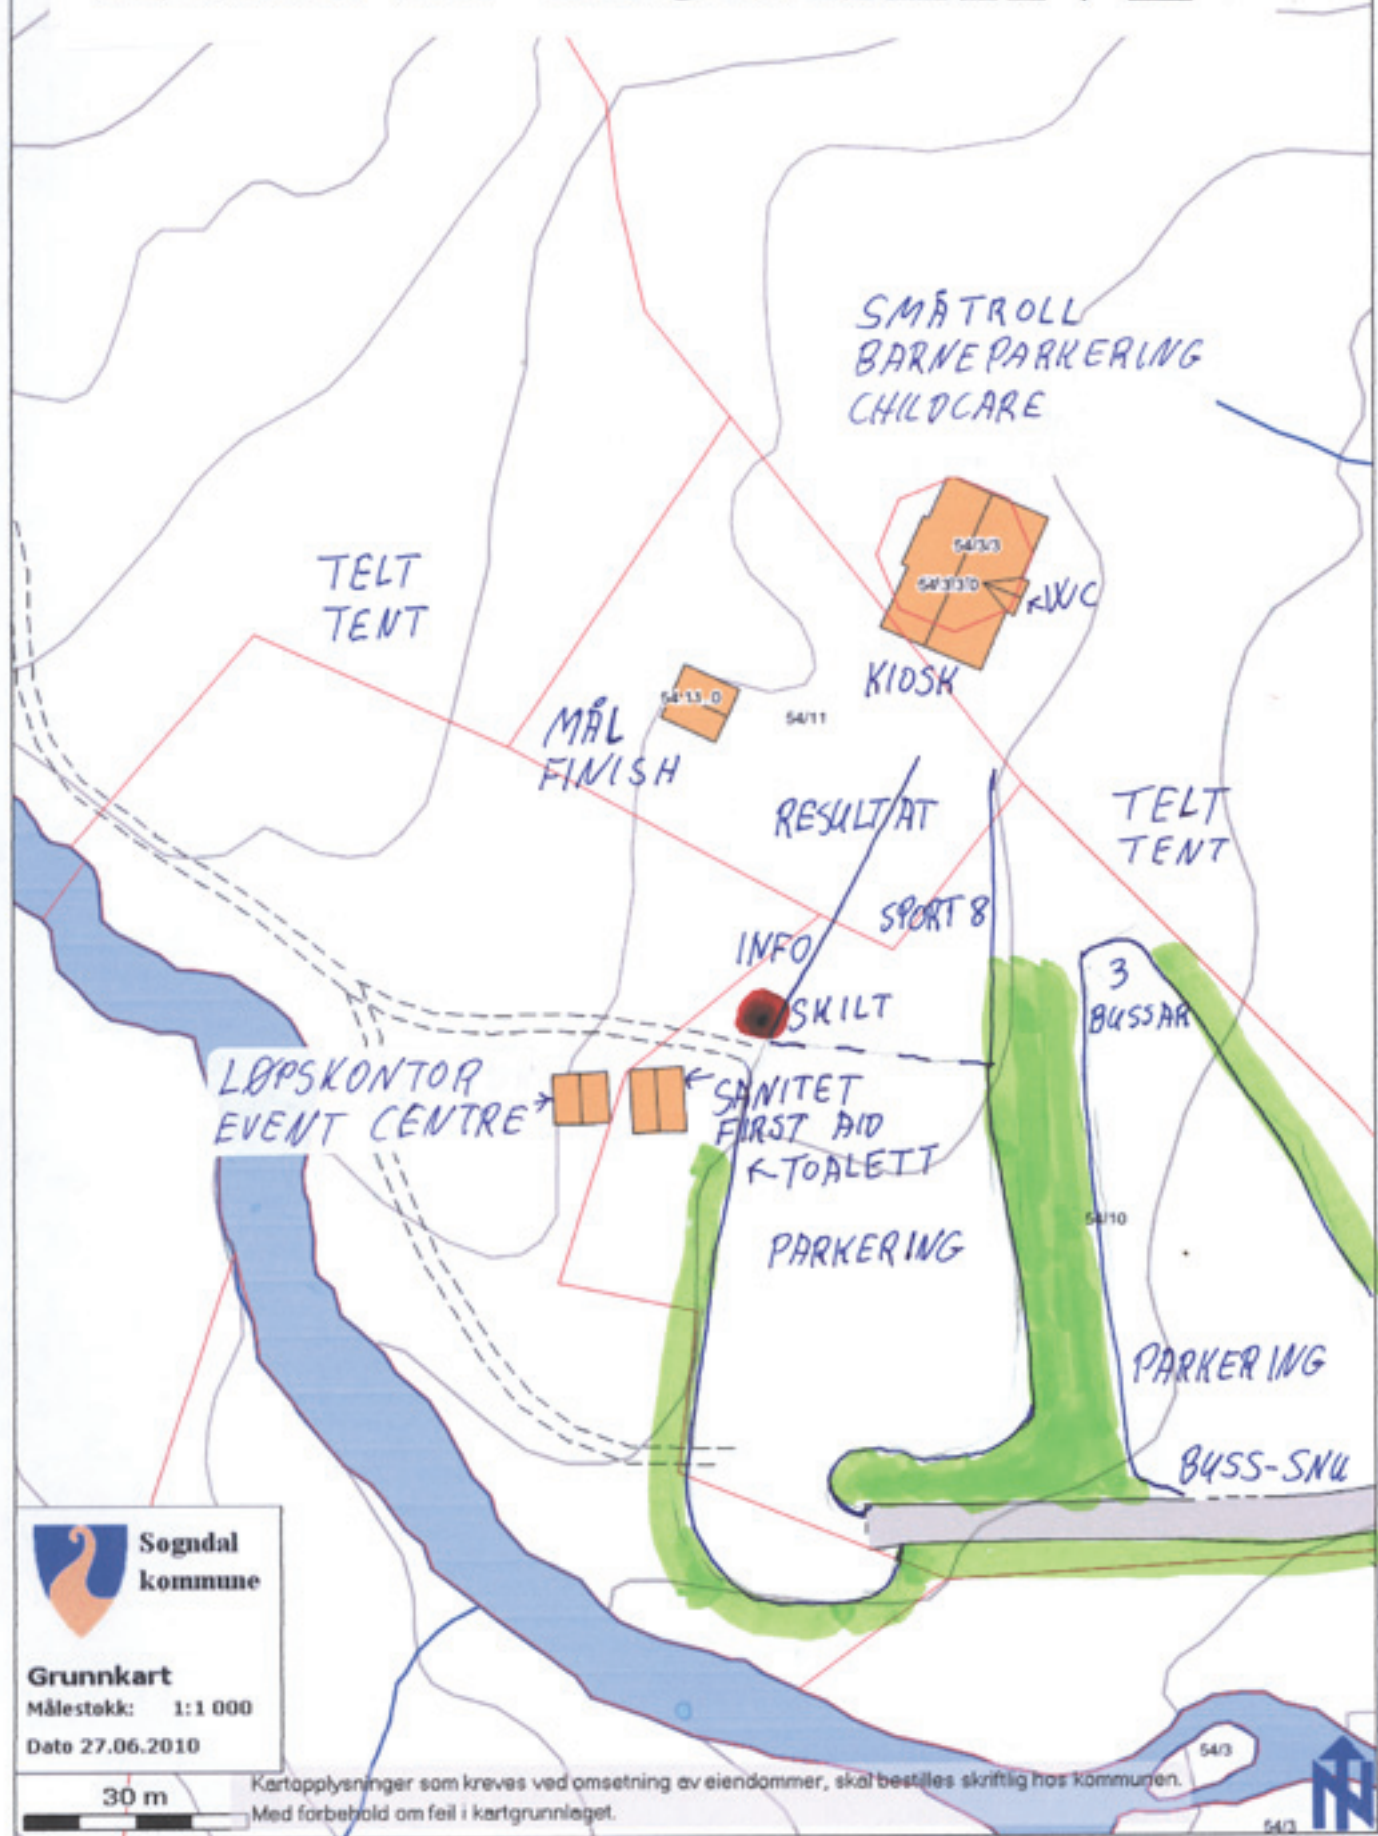 SMÅTROLL
BARNEPARKERING
CHILDCARE
54/3/3
54/3/3/0
WC
KIOSK
TELT
TENT
54/11
MÅL
FINISH
RESULTAT
TELT
TENT
SPORT 8
INFO
3
BUSSAR
SKILT
LØPSKONTOR
EVENT CENTRE
SANITET
FIRST AID
TOALETT
54/10
PARKERING
PARKERING
BUSS-SNU
Sogndal
kommune
Grunnkart
Målestokk: 1:1 000
Dato 27.06.2010
30 m
Kartopplysninger som kreves ved omsetning av eiendommer, skal bestilles skriftlig hos kommunen.
Med forbehold om feil i kartgrunnlaget.
54/3
N
54/3